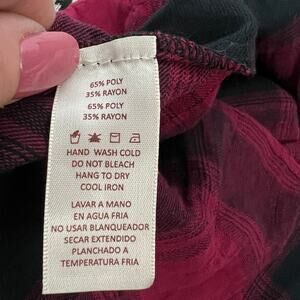 65% POLY
35% RAYON
65% POLY
35% RAYON
HAND WASH COLD
DO NOT BLEACH
HANG TO DRY
COOL IRON
LAVAR A MANO
EN AGUA FRIA
NO USAR BLANQUEADOR
SECAR EXTENDIDO
PLANCHADO A
TEMPERATURA FRIA